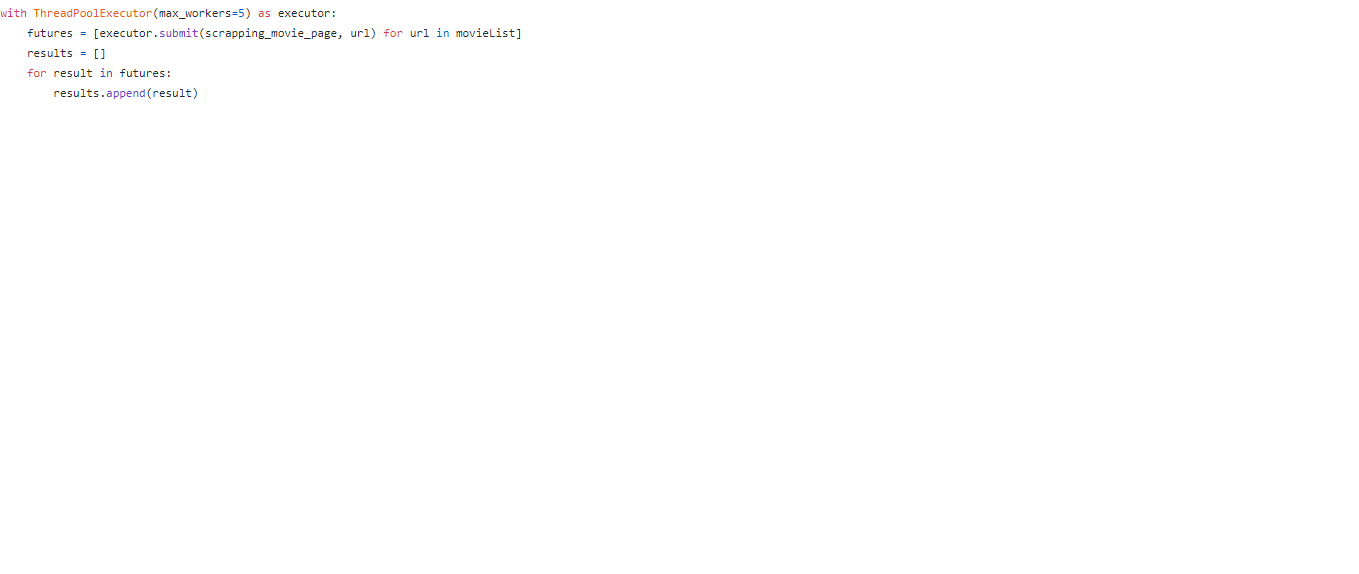 with ThreadPoolExecutor(max_workers=5) as executor:
    futures = [executor.submit(scrapping_movie_page, url) for url in movieList]
    results = []
    for result in futures:
        results.append(result)